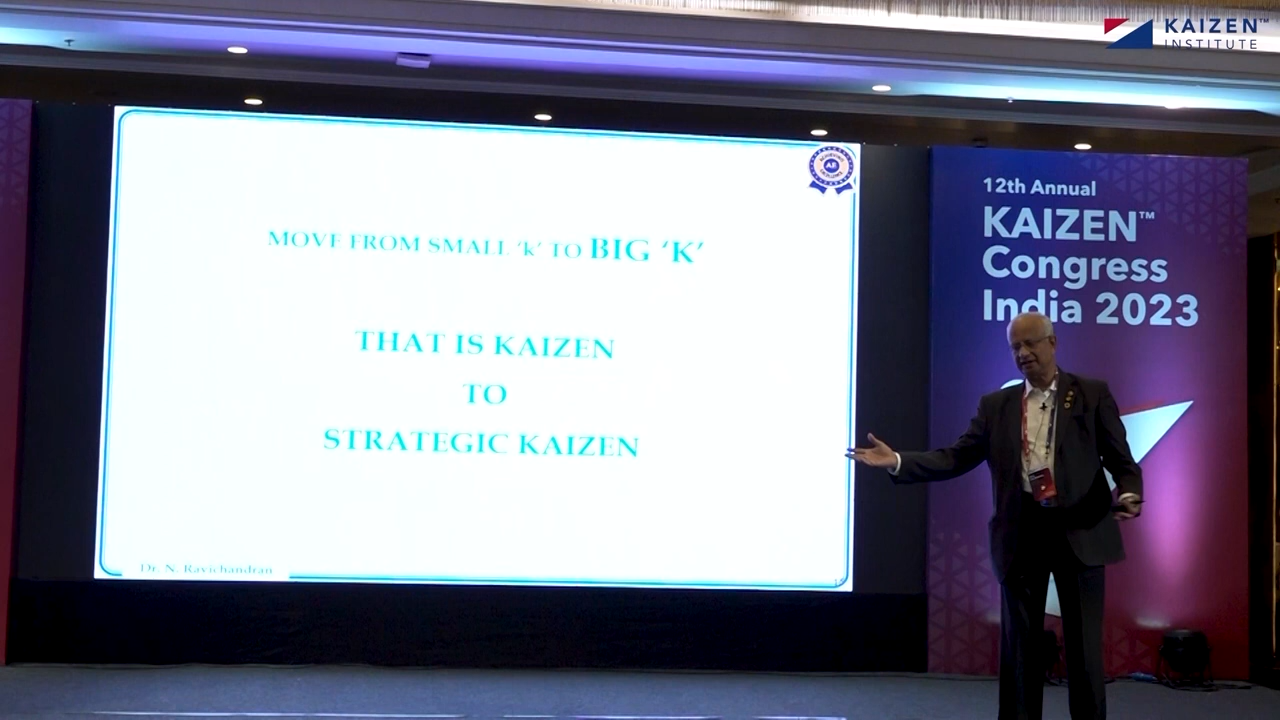 KAIZEN™
INSTITUTE
MOVE FROM SMALL ‘k’ TO BIG ‘K’
THAT IS KAIZEN
TO
STRATEGIC KAIZEN
Dr. N. Ravichandran
12th Annual
KAIZEN™
Congress
India 2023